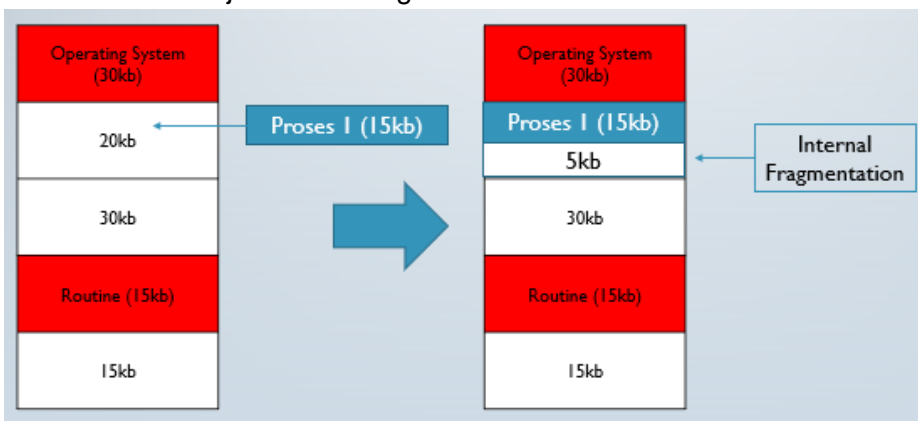 Operating System
(30kb)
20kb
30kb
Routine (15kb)
15kb
Proses 1 (15kb)
Operating System
(30kb)
Proses 1 (15kb)
5kb
30kb
Routine (15kb)
15kb
Internal
Fragmentation